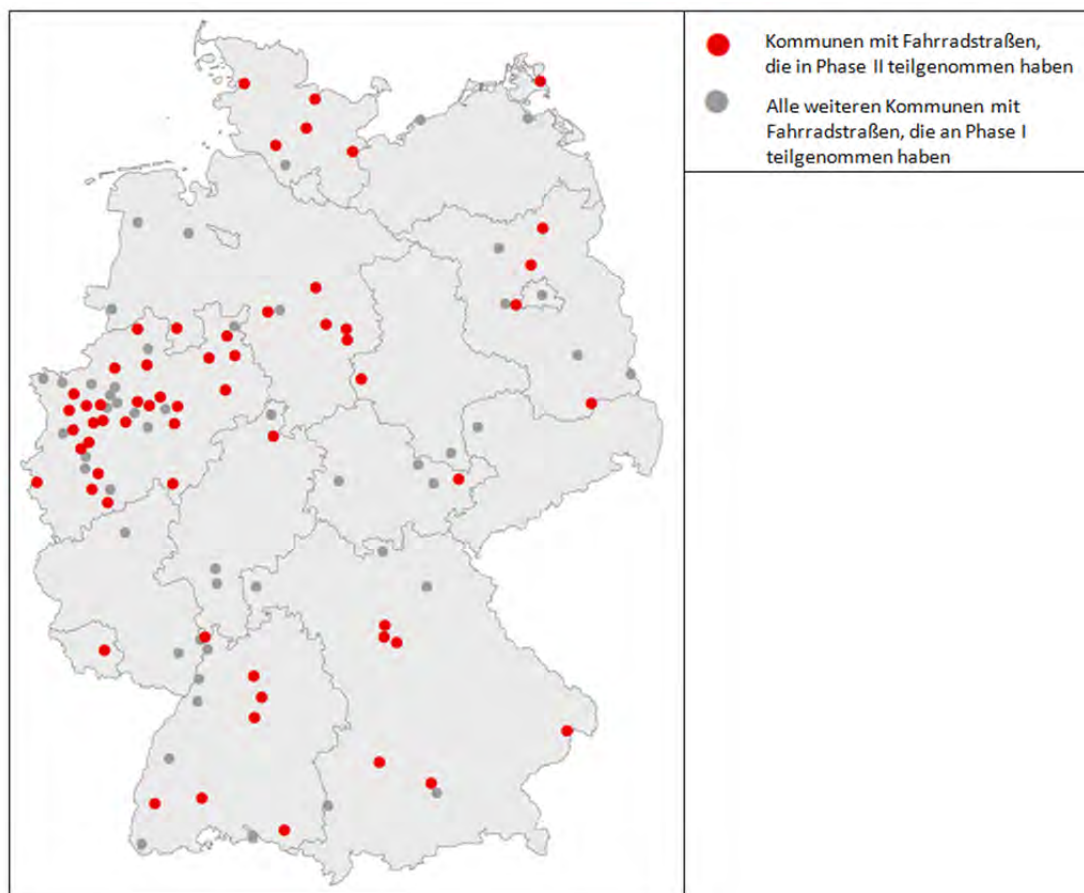 Kommunen mit Fahrradstraßen,
die in Phase II teilgenommen haben
Alle weiteren Kommunen mit
Fahrradstraßen, die an Phase I
teilgenommen haben